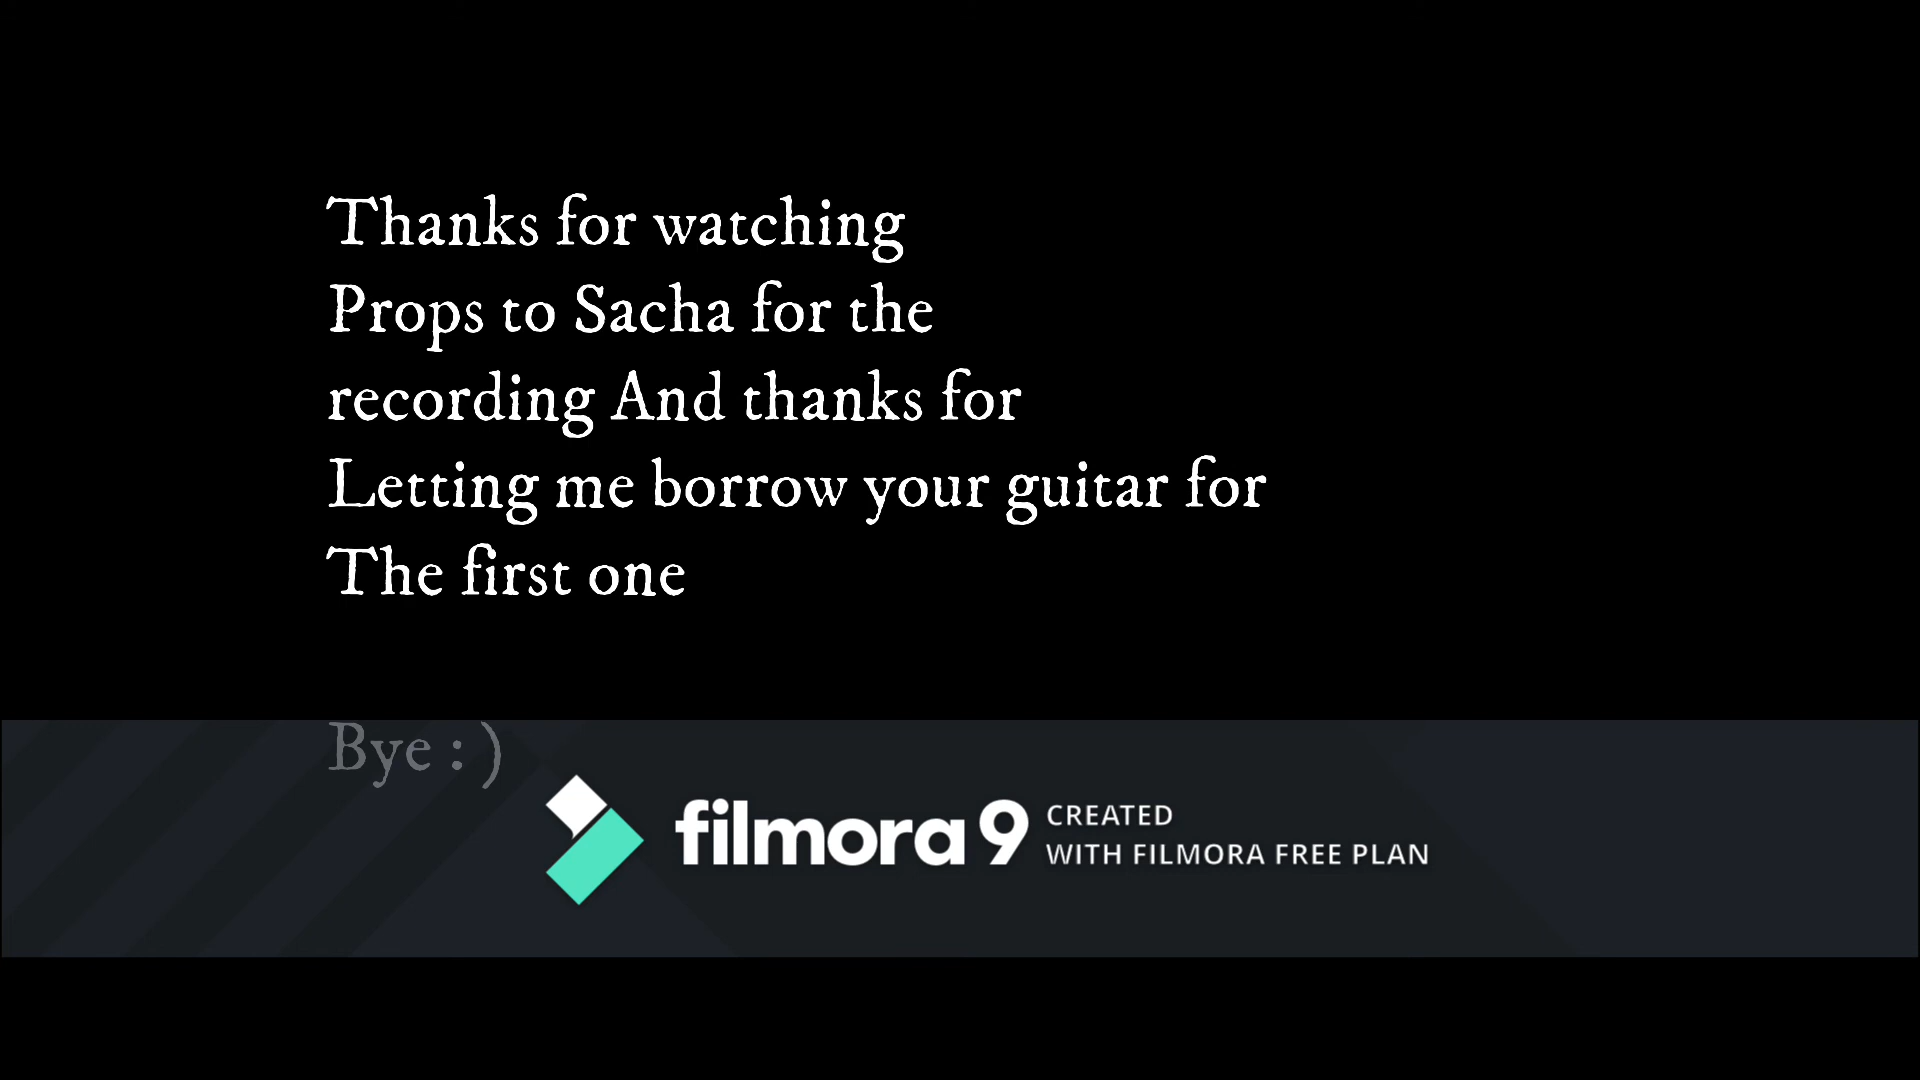 Thanks for watching
Props to Sacha for the
recording And thanks for
Letting me borrow your guitar for
The first one
Bye : )
filmora 9 CREATED
WITH FILMORA FREE PLAN